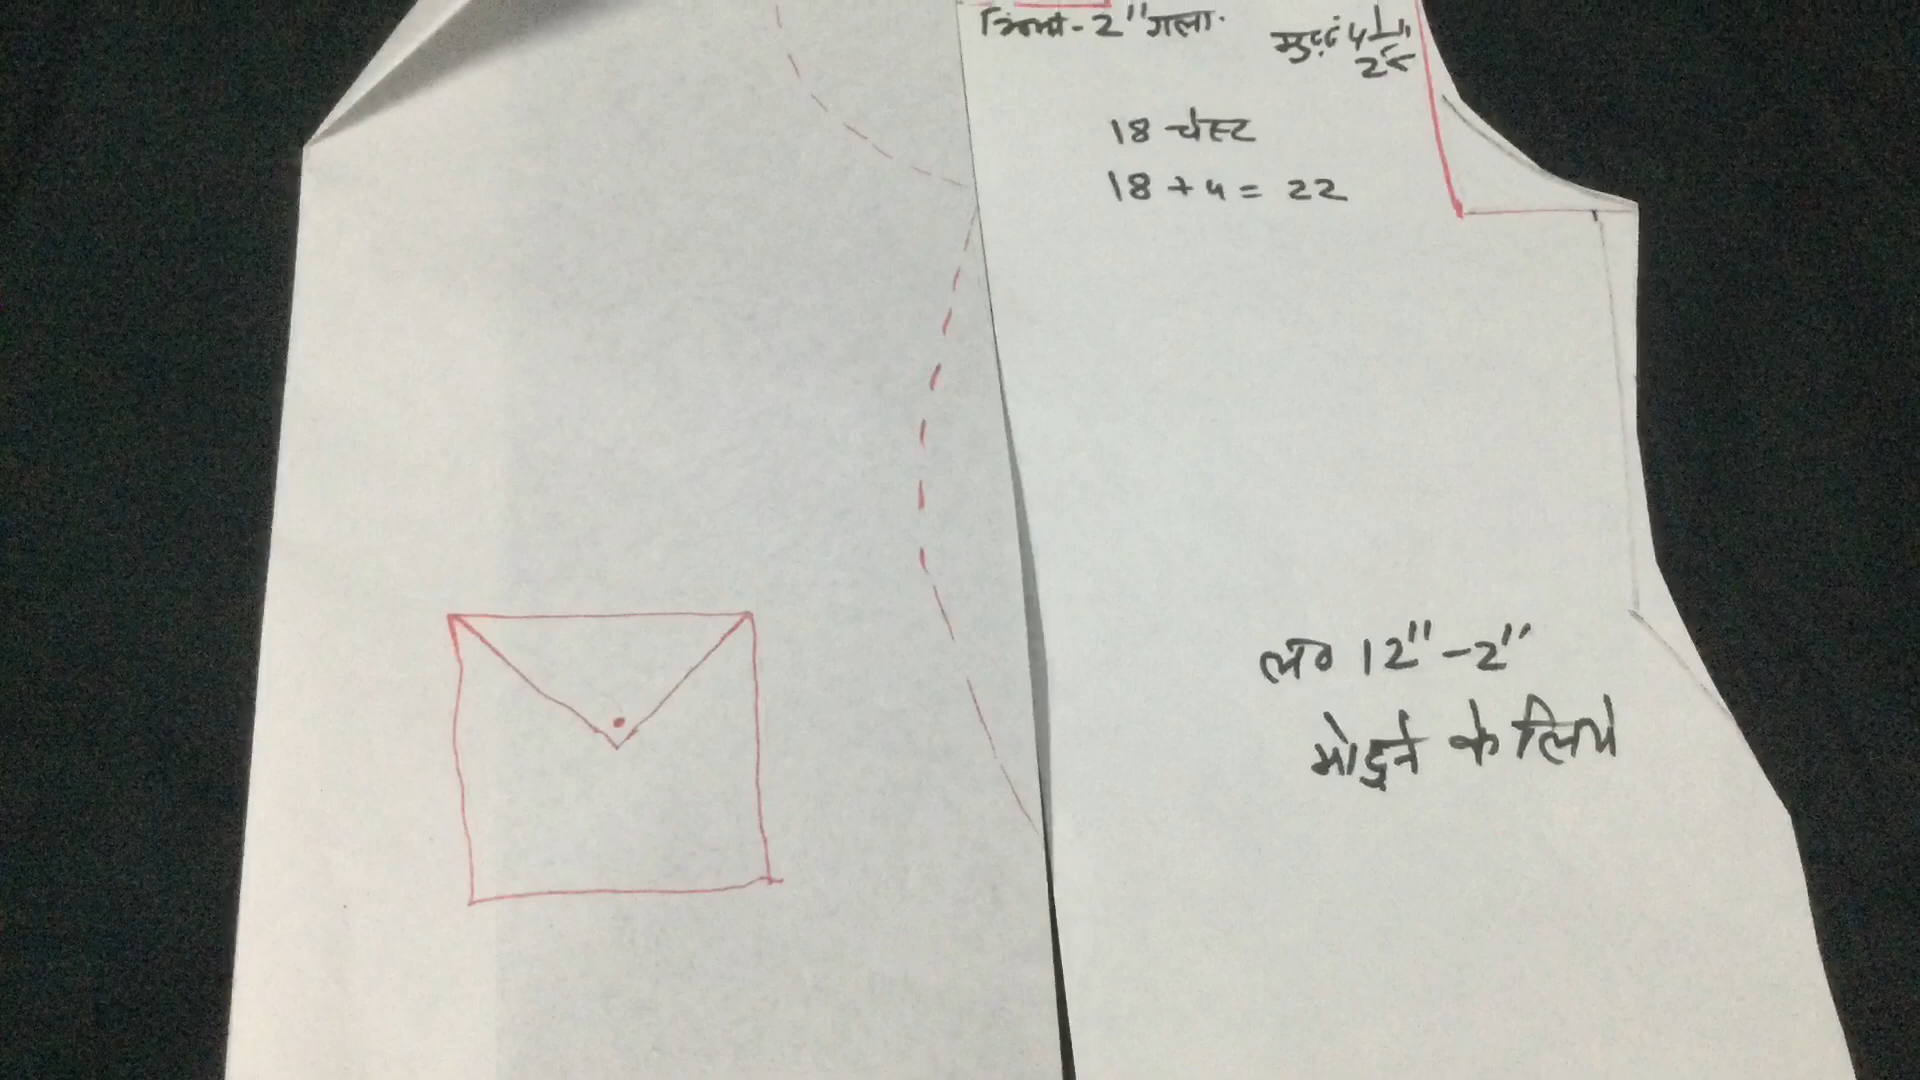 2" गला.
18 चेस्ट
18 + 4 = 22
12" - 2"
मोड़ने के लिये